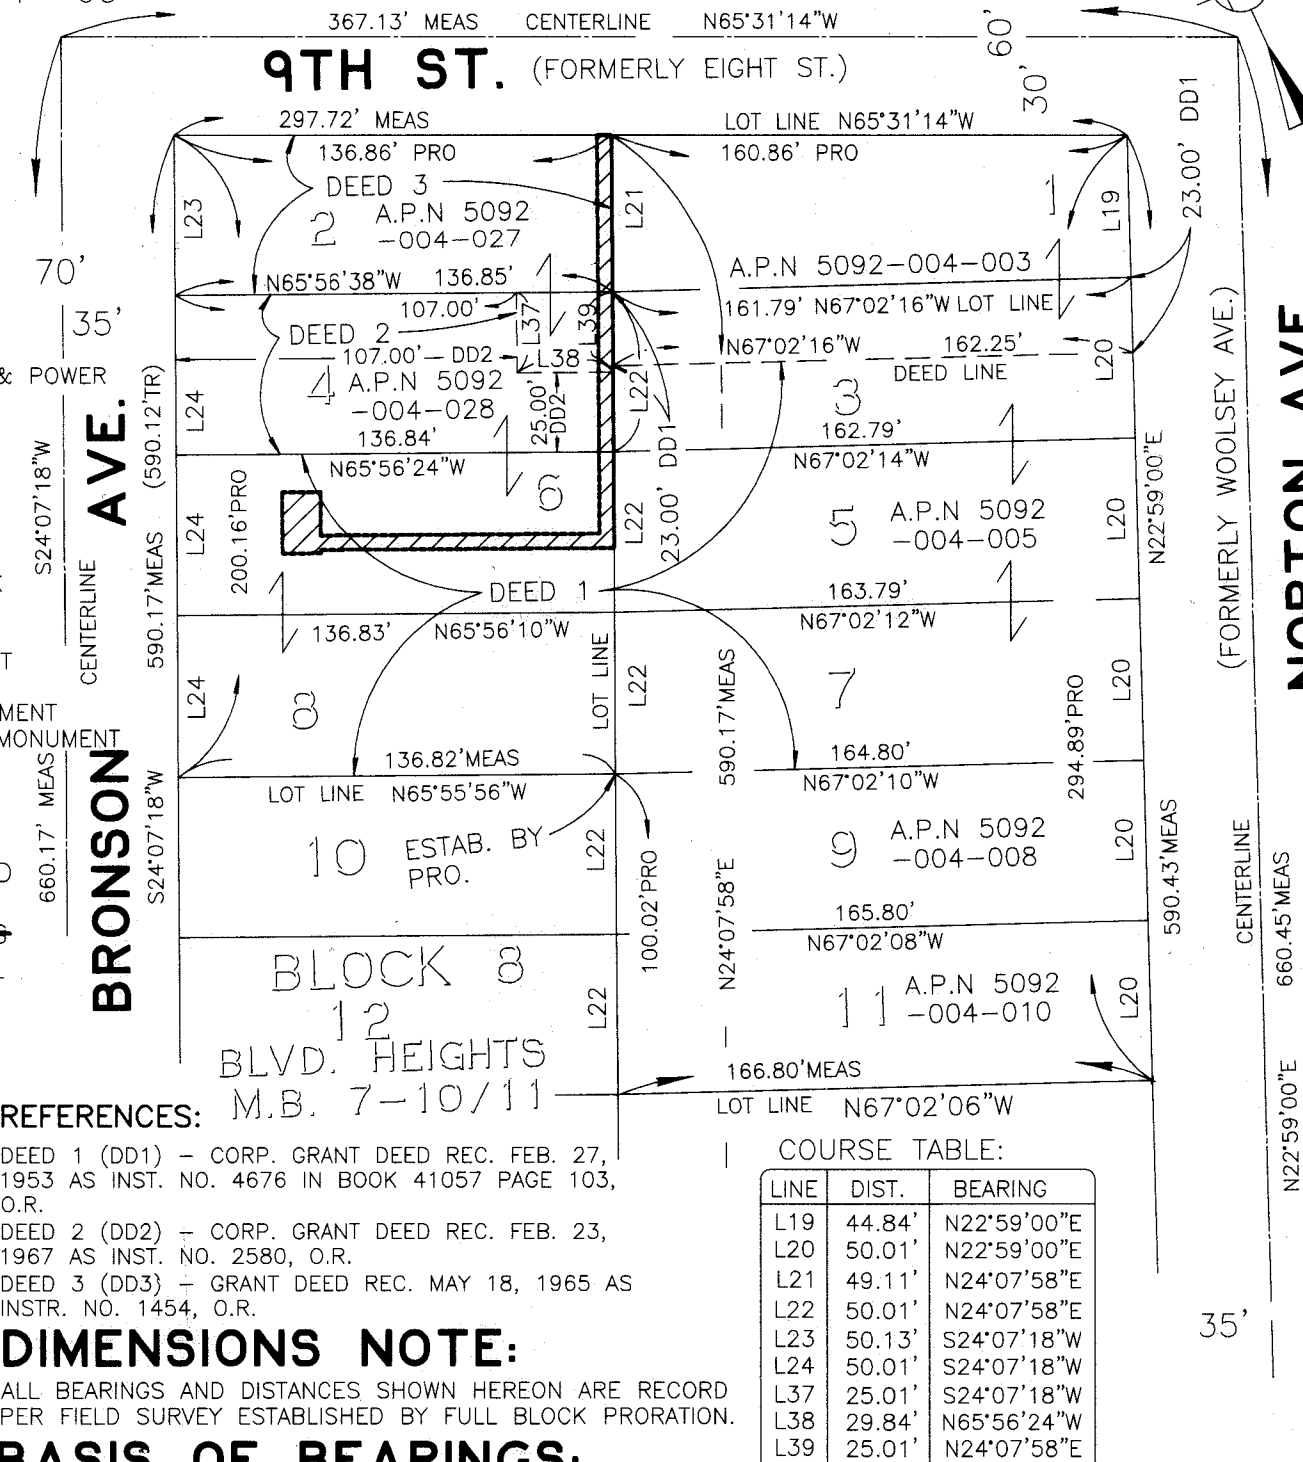 367.13' MEAS CENTERLINE N65°31'14"W
9TH ST. (FORMERLY EIGHT ST.)
60'
30'
297.72' MEAS
LOT LINE N65°31'14"W
136.86' PRO
160.86' PRO
23.00' DD1
DEED 3
L23
2
A.P.N 5092
-004-027
L21
1
L19
70'
35'
N65°56'38"W 136.85'
A.P.N 5092-004-003
107.00'
161.79' N67°02'16"W LOT LINE
DEED 2
L37
L39
N67°02'16"W
162.25'
107.00' DD2
L38
DEED LINE
L20
& POWER
4
A.P.N 5092
-004-028
25.00'
DD2
L22
3
L24
136.84'
N65°56'24"W
162.79'
N67°02'14"W
6
S24°07'18"W
CENTERLINE
590.17'MEAS (590.12'TR)
L24
200.16'PRO
L22
23.00' DD1
5
A.P.N 5092
-004-005
L20
N22°59'00"E
(FORMERLY WOOLSEY AVE.)
NORTON AVE
DEED 1
163.79'
N67°02'12"W
136.83' N65°56'10"W
T
MENT
MONUMENT
L24
8
LOT LINE
L22
590.17'MEAS
7
294.89'PRO
L20
136.82'MEAS
LOT LINE N65°55'56"W
164.80'
N67°02'10"W
BRONSON AVE.
660.17' MEAS
S24°07'18"W
10
ESTAB. BY
PRO.
L22
100.02'PRO
N24°07'58"E
9
A.P.N 5092
-004-008
L20
590.43'MEAS
CENTERLINE
660.45'MEAS
165.80'
N67°02'08"W
BLOCK 8
12
L22
11
A.P.N 5092
-004-010
L20
BLVD. HEIGHTS
M.B. 7-10/11
166.80'MEAS
LOT LINE N67°02'06"W
N22°59'00"E
35'
REFERENCES:
DEED 1 (DD1) - CORP. GRANT DEED REC. FEB. 27,
1953 AS INST. NO. 4676 IN BOOK 41057 PAGE 103,
O.R.
DEED 2 (DD2) - CORP. GRANT DEED REC. FEB. 23,
1967 AS INST. NO. 2580, O.R.
DEED 3 (DD3) - GRANT DEED REC. MAY 18, 1965 AS
INSTR. NO. 1454, O.R.
DIMENSIONS NOTE:
ALL BEARINGS AND DISTANCES SHOWN HEREON ARE RECORD
PER FIELD SURVEY ESTABLISHED BY FULL BLOCK PRORATION.
BASIS OF BEARINGS:
COURSE TABLE:
LINE DIST. BEARING
L19 44.84' N22°59'00"E
L20 50.01' N22°59'00"E
L21 49.11' N24°07'58"E
L22 50.01' N24°07'58"E
L23 50.13' S24°07'18"W
L24 50.01' S24°07'18"W
L37 25.01' S24°07'18"W
L38 29.84' N65°56'24"W
L39 25.01' N24°07'58"E